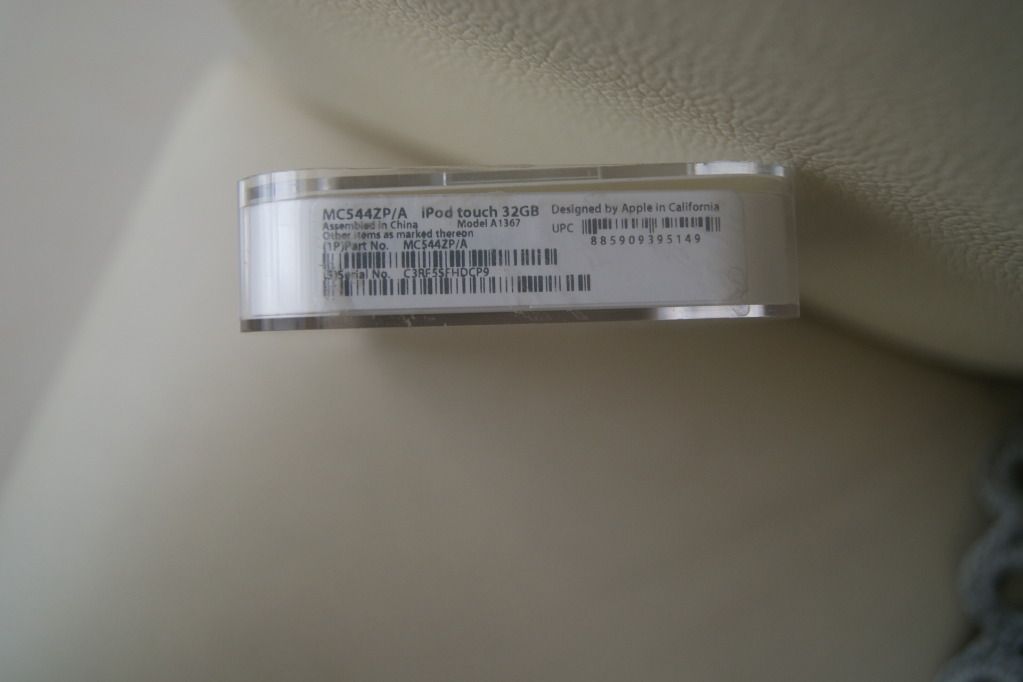 MC544ZP/A iPod touch 32GB
Assembled in China Model A1367
Other items as marked thereon
(1P)Part No. MC544ZP/A
(S)Serial No. C3RF5SFHDCP9
Designed by Apple in California
UPC
885909395149